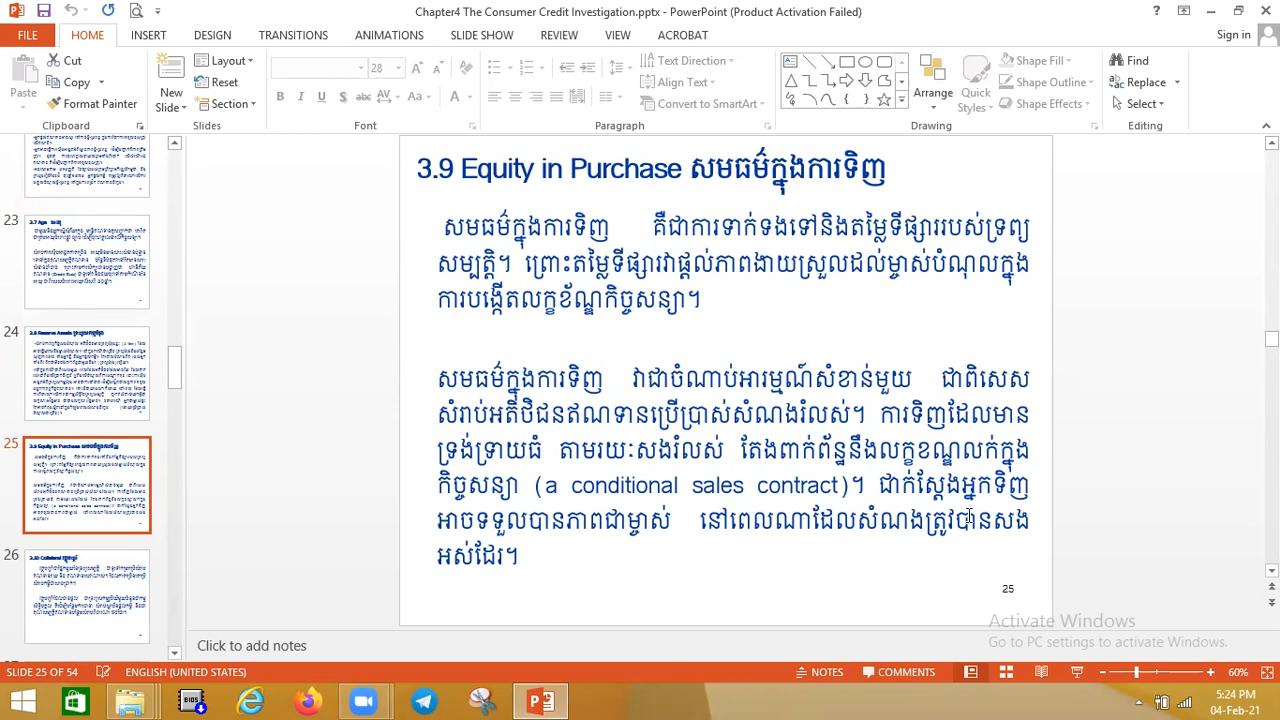 Chapter4 The Consumer Credit Investigation.pptx - PowerPoint (Product Activation Failed)
FILE HOME INSERT DESIGN TRANSITIONS ANIMATIONS SLIDE SHOW REVIEW VIEW ACROBAT Sign in
Paste
Cut
Copy
Format Painter
Clipboard
New Slide
Layout
Reset
Section
Slides
28
Font
Text Direction
Align Text
Convert to SmartArt
Paragraph
Arrange
Quick Styles
Shape Fill
Shape Outline
Shape Effects
Drawing
Find
Replace
Select
Editing
23
24
25
26
3.9 Equity in Purchase សមធម៌ក្នុងការទិញ
សមធម៌ក្នុងការទិញ គឺជាការទាក់ទងទៅនិងតម្លៃទីផ្សាររបស់ទ្រព្យ
សម្បត្តិ។ ព្រោះតម្លៃទីផ្សារវាផ្តល់ភាពងាយស្រួលដល់ម្ចាស់បំណុលក្នុង
ការបង្កើតលក្ខខ័ណ្ឌកិច្ចសន្យា។
សមធម៌ក្នុងការទិញ វាជាចំណាប់អារម្មណ៍សំខាន់មួយ ជាពិសេស
សំរាប់អតិថិជនឥណទានប្រើប្រាស់សំណងរំលស់។ ការទិញដែលមាន
ទ្រង់ទ្រាយធំ តាមរយៈសងរំលស់ តែងពាក់ព័ន្ឋនឹងលក្ខខណ្ឌលក់ក្នុង
កិច្ចសន្យា (a conditional sales contract)។ ជាក់ស្តែងអ្នកទិញ
អាចទទួលបានភាពជាម្ចាស់ នៅពេលណាដែលសំណងត្រូវបានសង
អស់ដែរ។
25
Activate Windows
Go to PC settings to activate Windows.
Click to add notes
SLIDE 25 OF 54 ENGLISH (UNITED STATES) NOTES COMMENTS 60%
5:24 PM
04-Feb-21